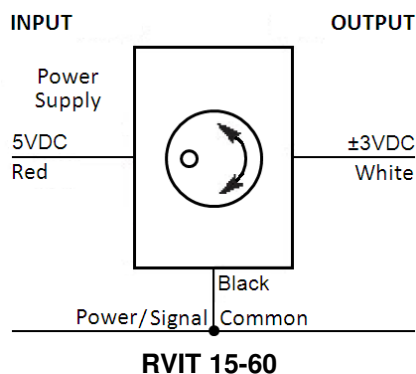 INPUT
OUTPUT
Power
Supply
5VDC
±3VDC
Red
White
Black
Power/Signal Common
RVIT 15-60